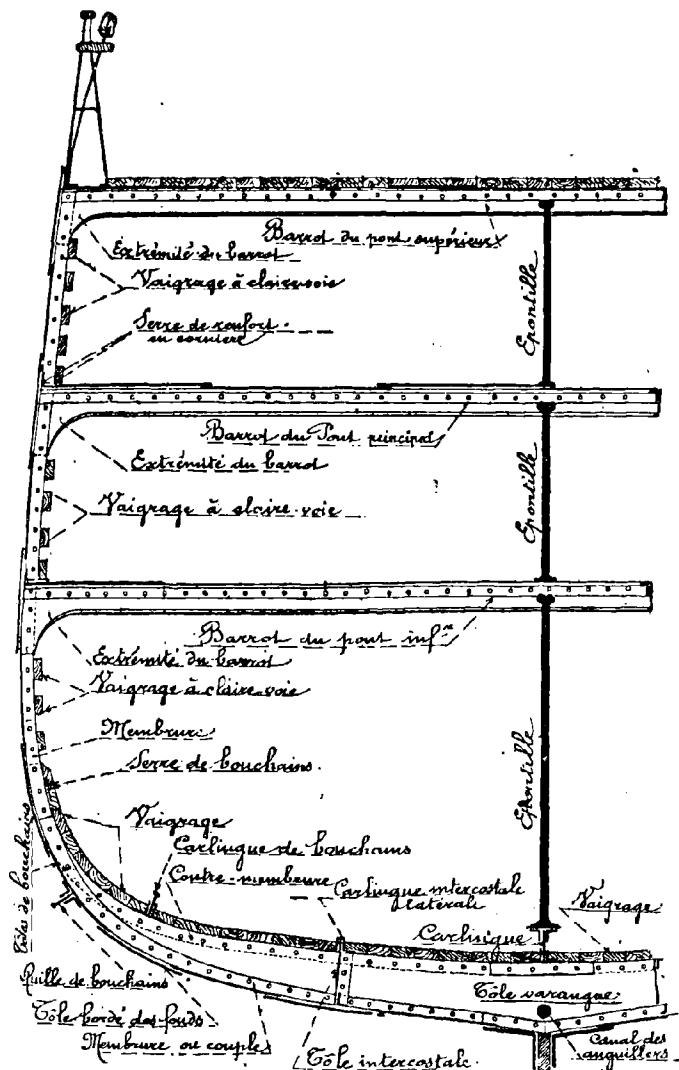 Extrémité du barrot
Barrot du pont supérieur
Vaigrage à claire-voie
Serre de renfort
en cornière
Epontille
Barrot du Pont principal
Extrémité du barrot
Vaigrage à claire-voie
Epontille
Barrot du pont infr
Extrémité du barrot
Vaigrage à claire-voie
Membrure
Serre de bouchains
Epontille
Vaigrage
Carlingue de bouchains
Contre-membrure
Carlingue intercostale
latérale
Vaigrage
Carlingue
Tôles de bouchains
Quille de bouchains
Tôle varangue
Tôle bordé des fonds
Membrure ou couple
Tôle intercostale
Canal des
anguillers